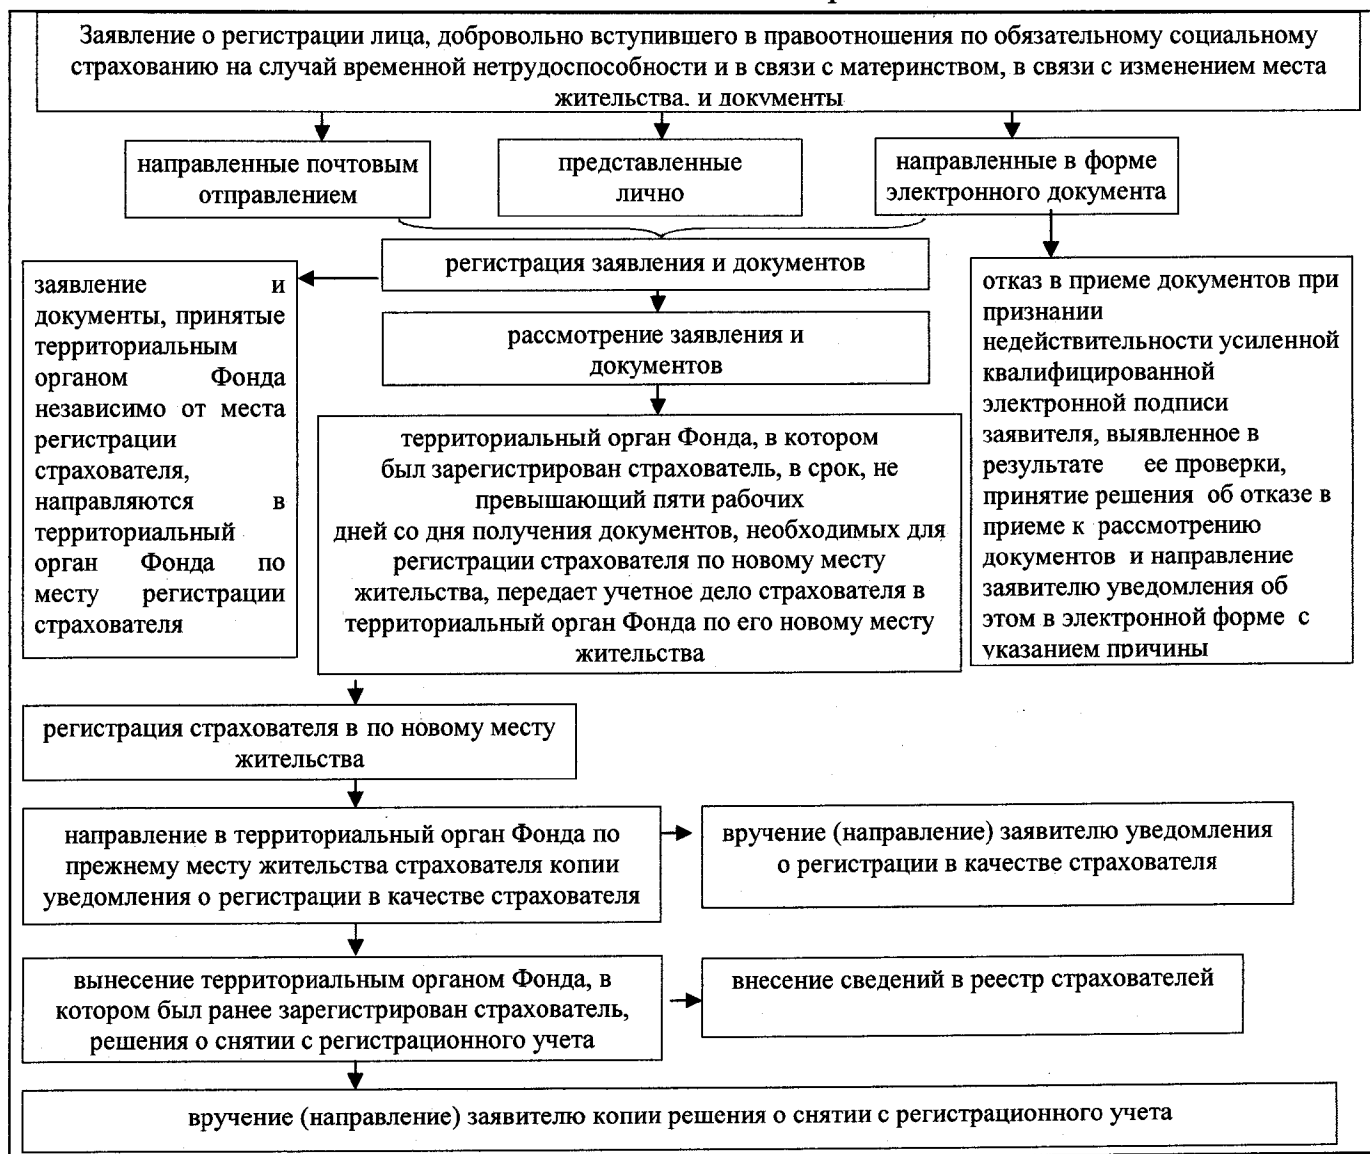 Заявление о регистрации лица, добровольно вступившего в правоотношения по обязательному социальному
страхованию на случай временной нетрудоспособности и в связи с материнством, в связи с изменением места
жительства, и документы
направленные почтовым
отправлением
представленные
лично
направленные в форме
электронного документа
регистрация заявления и документов
заявление и
документы, принятые
территориальным
органом Фонда
независимо от места
регистрации
страхователя,
направляются в
территориальный
орган Фонда по
месту регистрации
страхователя
рассмотрение заявления и
документов
территориальный орган Фонда, в котором
был зарегистрирован страхователь, в срок, не
превышающий пяти рабочих
дней со дня получения документов, необходимых для
регистрации страхователя по новому месту
жительства, передает учетное дело страхователя в
территориальный орган Фонда по его новому месту
жительства
отказ в приеме документов при
признании
недействительности усиленной
квалифицированной
электронной подписи
заявителя, выявленное в
результате ее проверки,
принятие решения об отказе в
приеме к рассмотрению
документов и направление
заявителю уведомления об
этом в электронной форме с
указанием причины
регистрация страхователя в по новому месту
жительства
направление в территориальный орган Фонда по
прежнему месту жительства страхователя копии
уведомления о регистрации в качестве страхователя
вручение (направление) заявителю уведомления
о регистрации в качестве страхователя
вынесение территориальным органом Фонда, в
котором был ранее зарегистрирован страхователь,
решения о снятии с регистрационного учета
внесение сведений в реестр страхователей
вручение (направление) заявителю копии решения о снятии с регистрационного учета